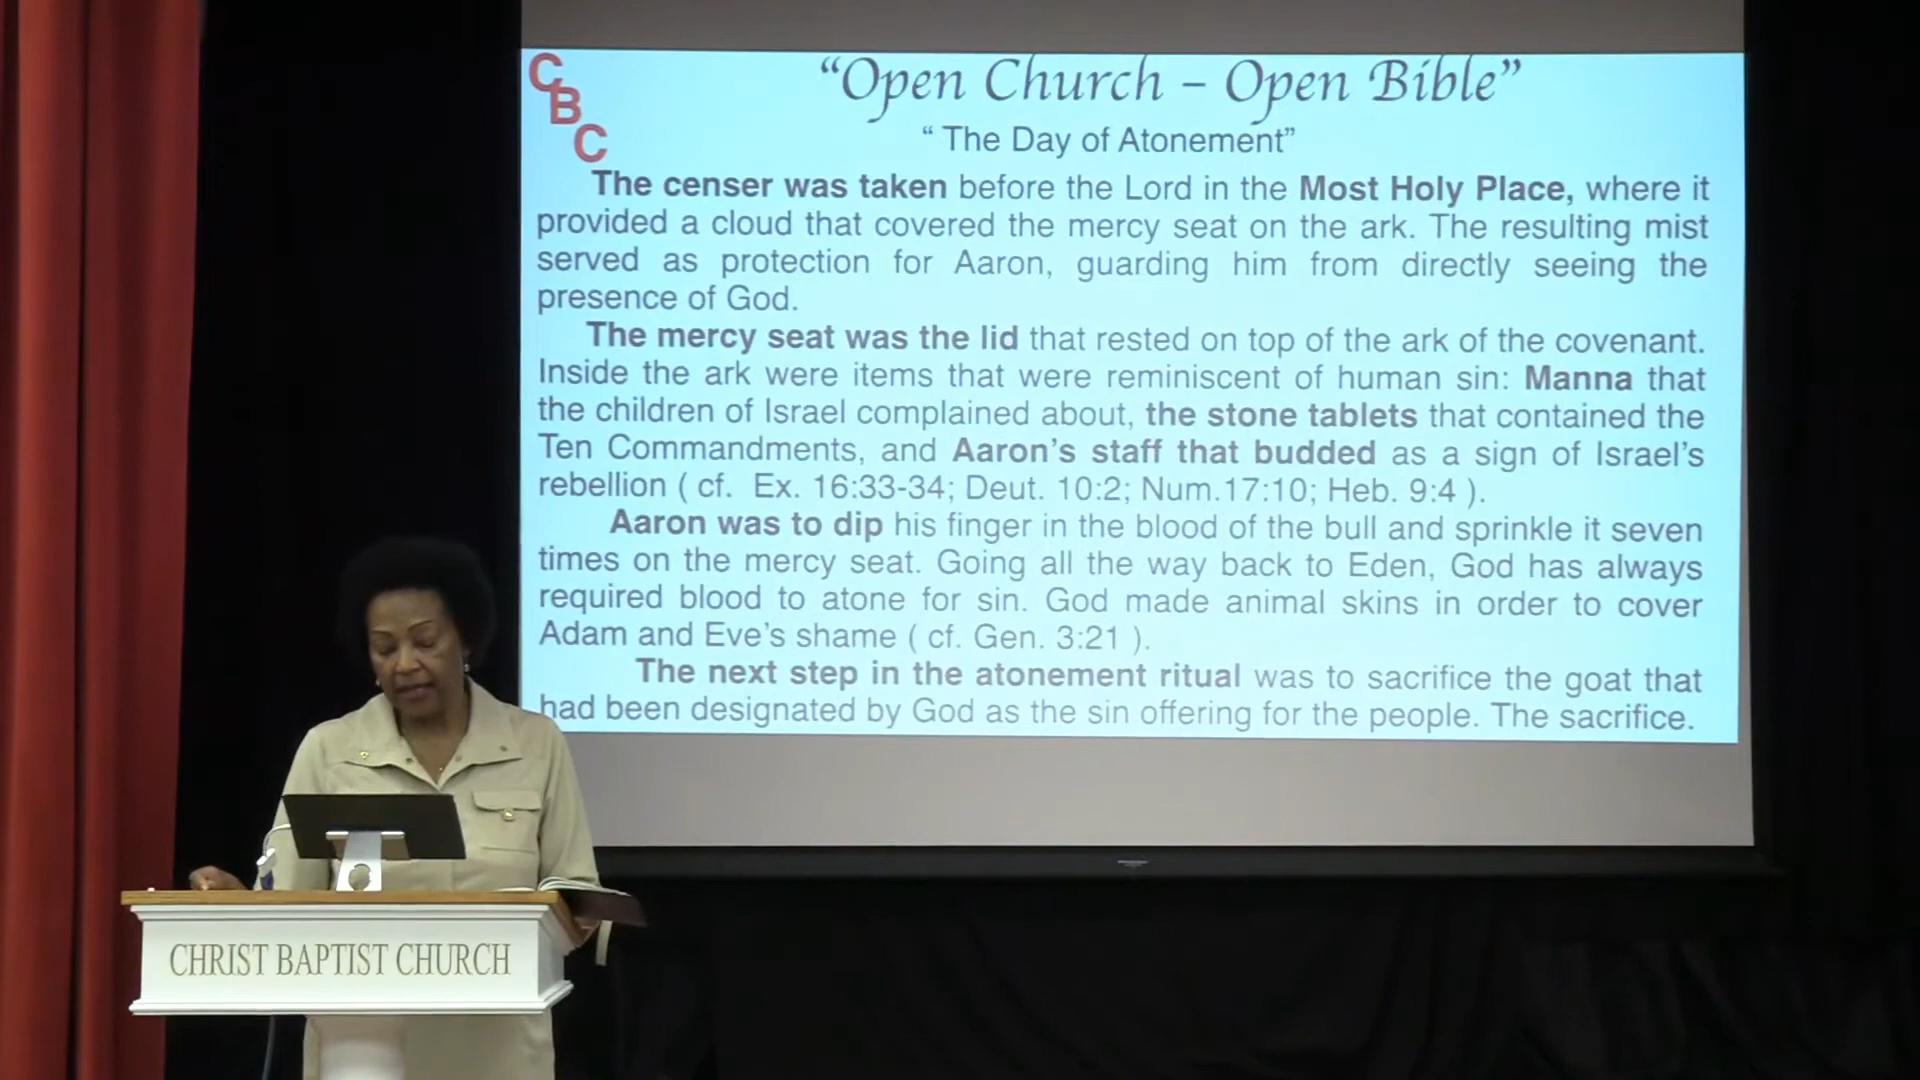 C
B
C
“Open Church – Open Bible”
“ The Day of Atonement”
The censer was taken before the Lord in the Most Holy Place, where it
provided a cloud that covered the mercy seat on the ark. The resulting mist
served as protection for Aaron, guarding him from directly seeing the
presence of God.
The mercy seat was the lid that rested on top of the ark of the covenant.
Inside the ark were items that were reminiscent of human sin: Manna that
the children of Israel complained about, the stone tablets that contained the
Ten Commandments, and Aaron’s staff that budded as a sign of Israel’s
rebellion ( cf. Ex. 16:33-34; Deut. 10:2; Num.17:10; Heb. 9:4 ).
Aaron was to dip his finger in the blood of the bull and sprinkle it seven
times on the mercy seat. Going all the way back to Eden, God has always
required blood to atone for sin. God made animal skins in order to cover
Adam and Eve’s shame ( cf. Gen. 3:21 ).
The next step in the atonement ritual was to sacrifice the goat that
had been designated by God as the sin offering for the people. The sacrifice.
CHRIST BAPTIST CHURCH